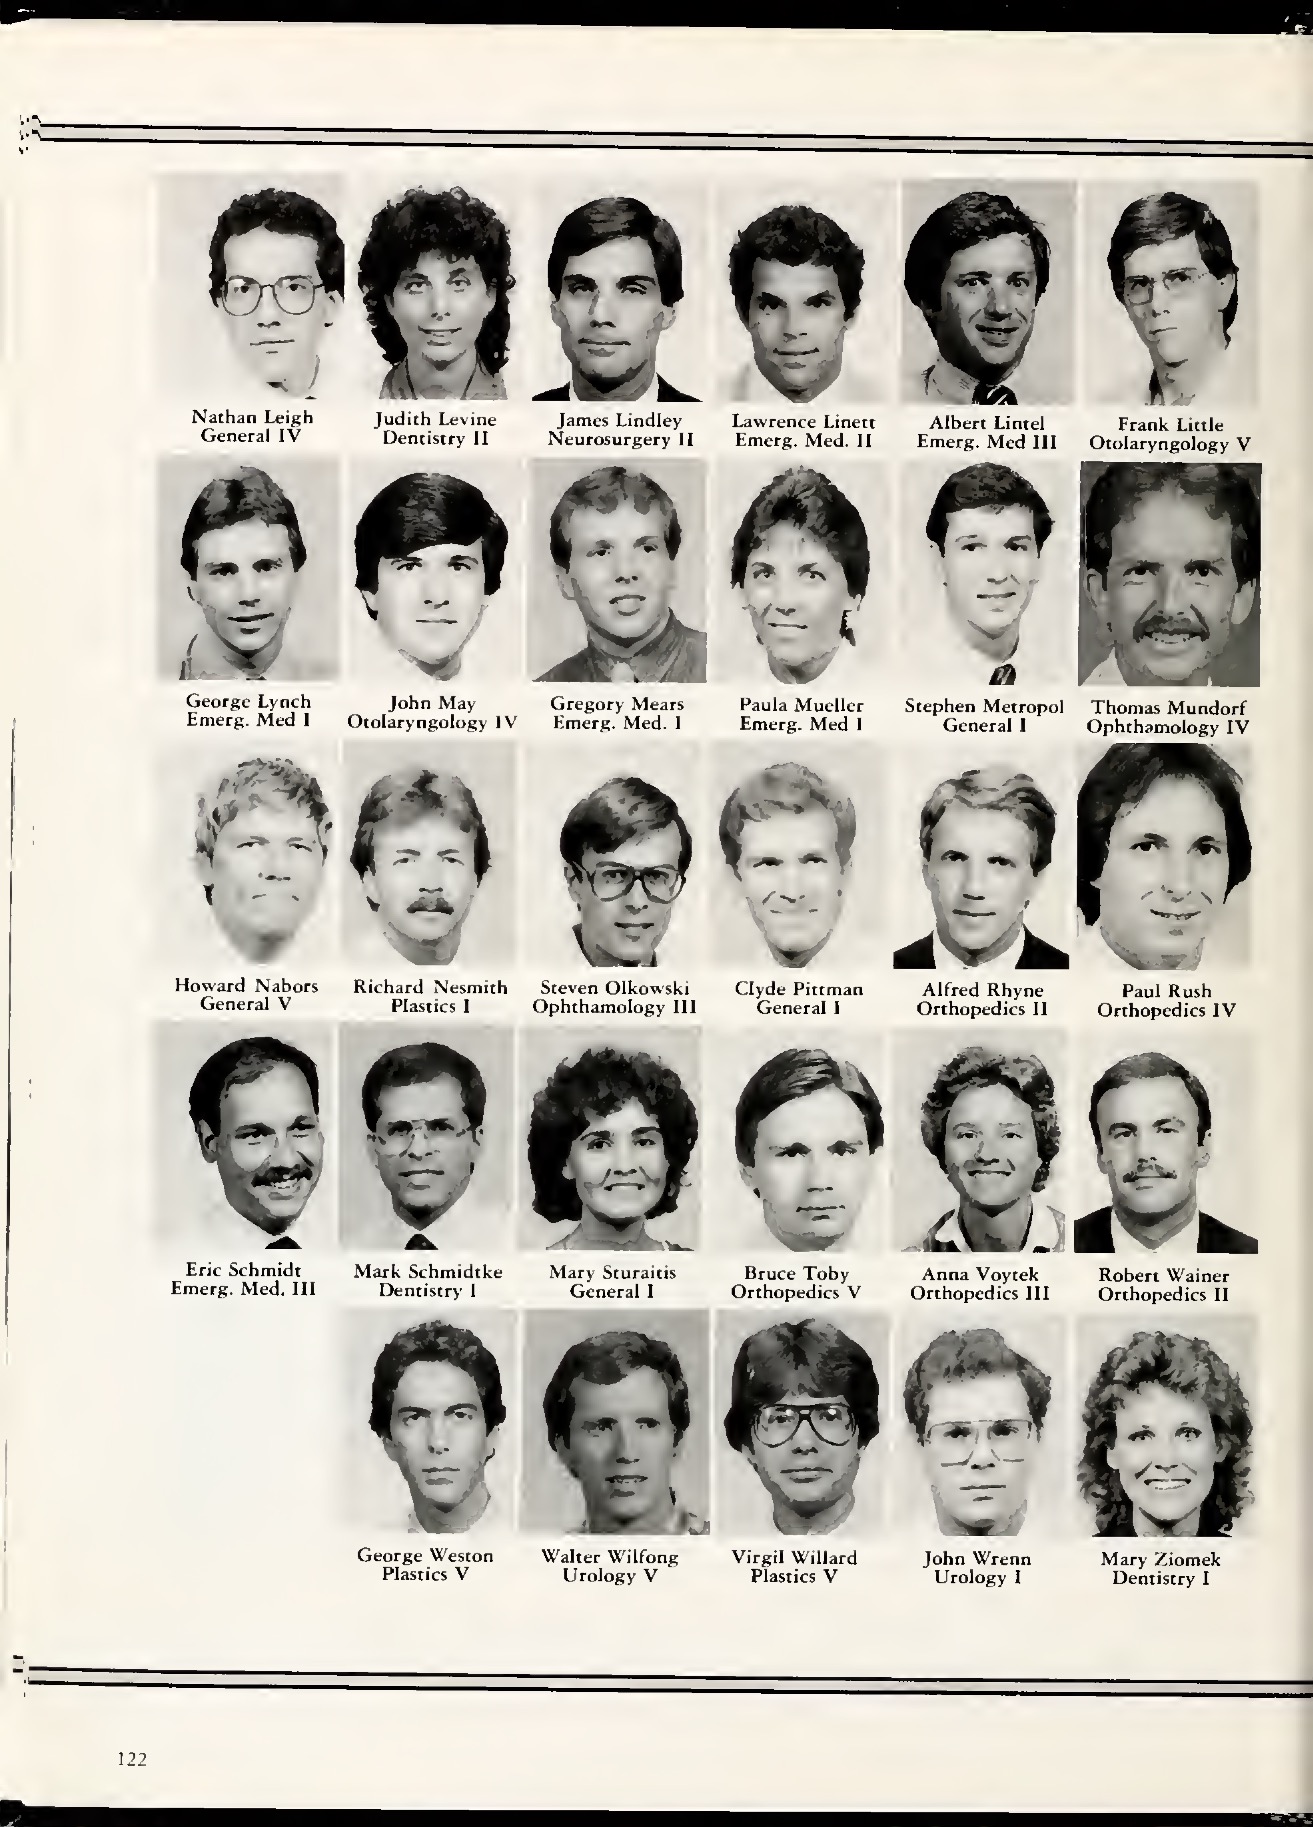 Nathan Leigh
General IV
Judith Levine
Dentistry II
James Lindley
Neurosurgery II
Lawrence Linett
Emerg. Med. II
Albert Lintel
Emerg. Med III
Frank Little
Otolaryngology V
George Lynch
Emerg. Med I
John May
Otolaryngology IV
Gregory Mears
Emerg. Med. I
Paula Mueller
Emerg. Med I
Stephen Metropol
General I
Thomas Mundorf
Ophthamology IV
Howard Nabors
General V
Richard Nesmith
Plastics I
Steven Olkowski
Ophthamology III
Clyde Pittman
General I
Alfred Rhyne
Orthopedics II
Paul Rush
Orthopedics IV
Eric Schmidt
Emerg. Med. III
Mark Schmidtke
Dentistry I
Mary Sturaitis
General I
Bruce Toby
Orthopedics V
Anna Voytek
Orthopedics III
Robert Wainer
Orthopedics II
George Weston
Plastics V
Walter Wilfong
Urology V
Virgil Willard
Plastics V
John Wrenn
Urology I
Mary Ziomek
Dentistry I
122